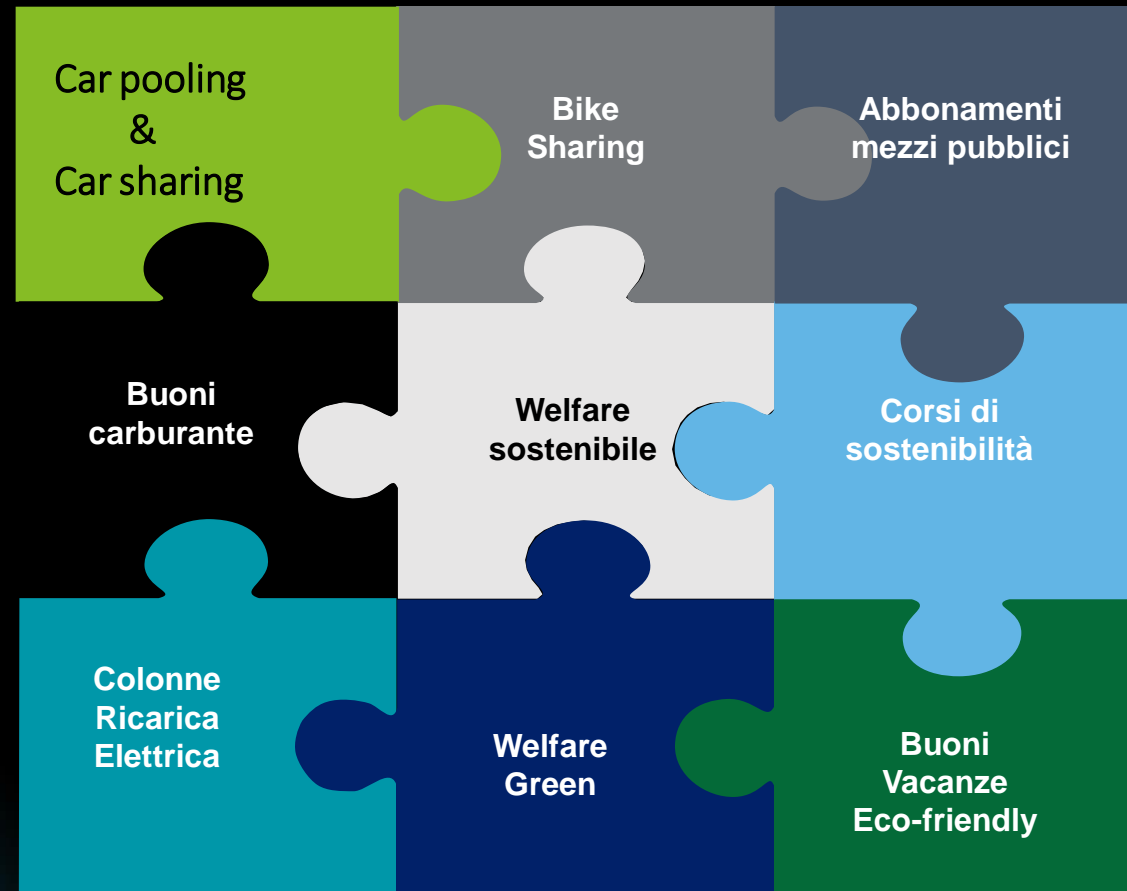 Car pooling
&
Car sharing
Bike
Sharing
Abbonamenti
mezzi pubblici
Buoni
carburante
Welfare
sostenibile
Corsi di
sostenibilità
Colonne
Ricarica
Elettrica
Welfare
Green
Buoni
Vacanze
Eco-friendly